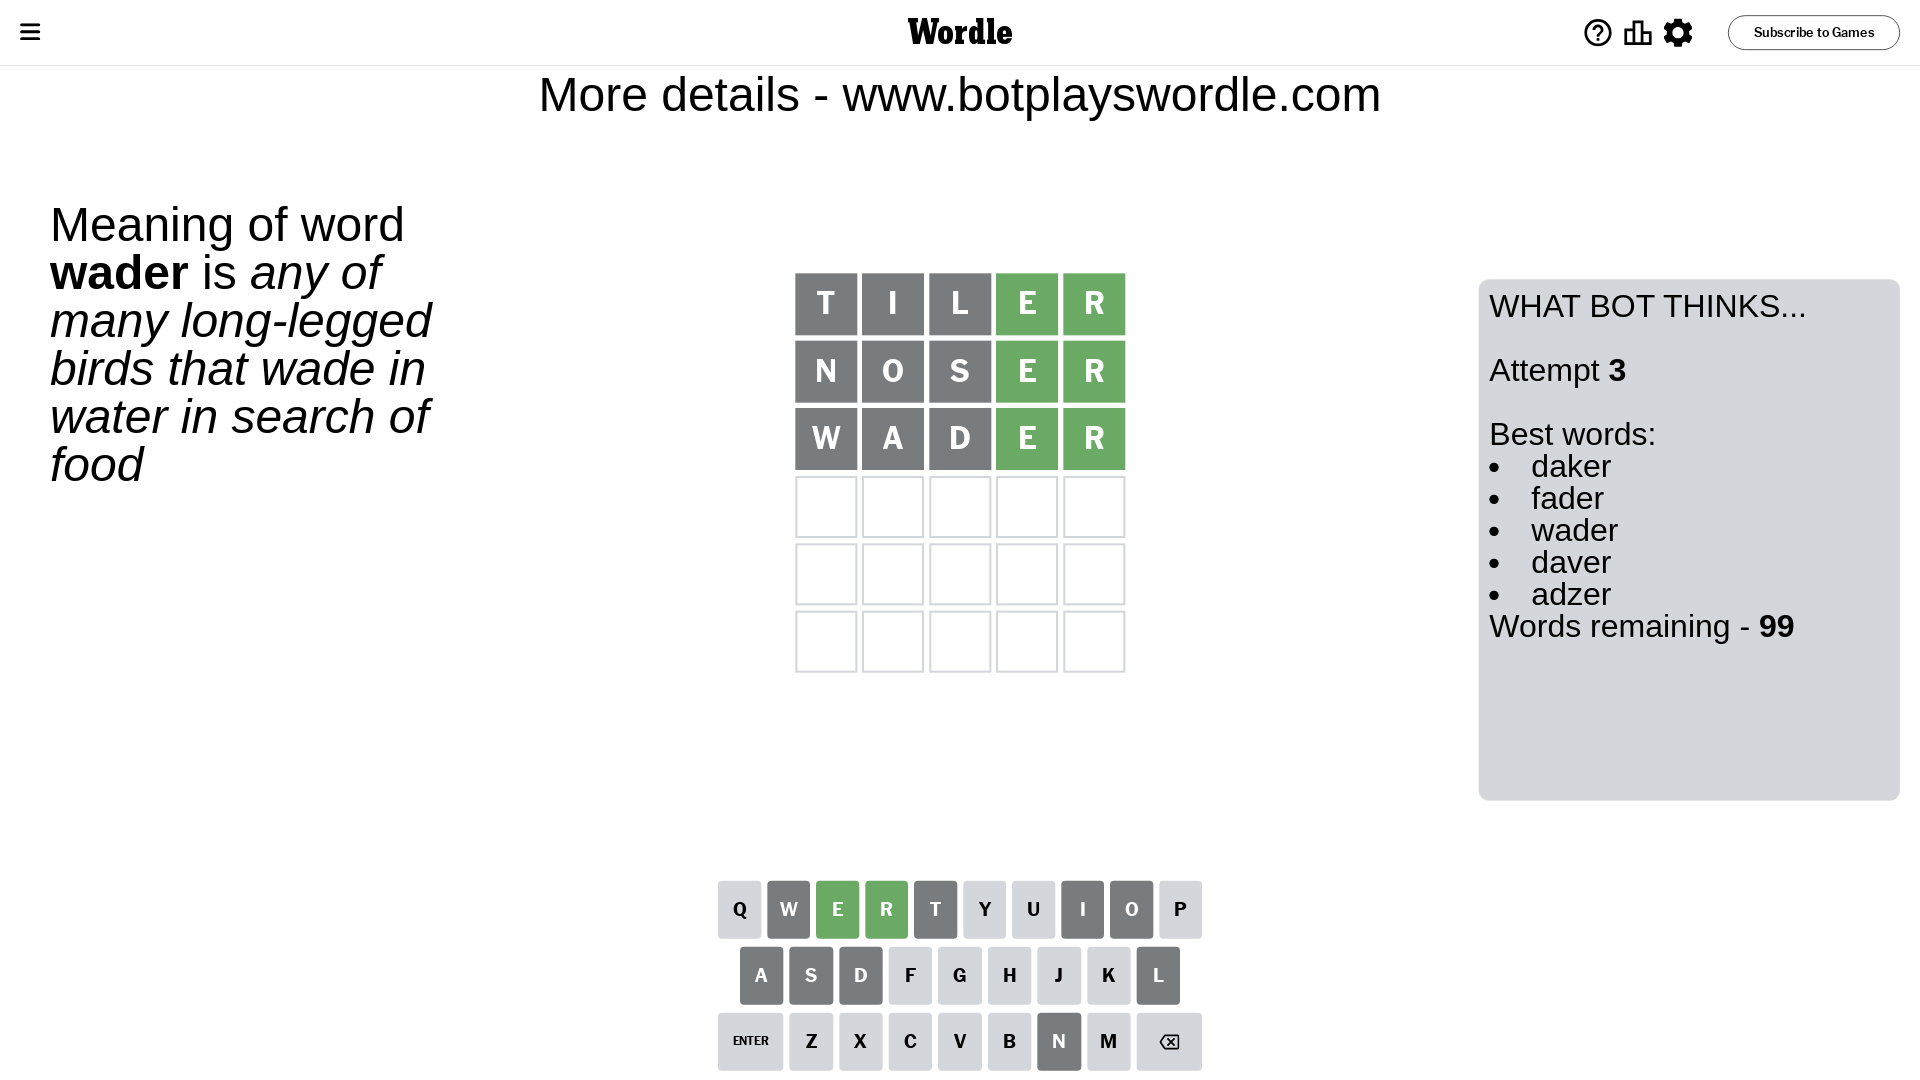 Wordle
Subscribe to Games
More details - www.botplayswordle.com
Meaning of word
wader is any of
many long-legged
birds that wade in
water in search of
food
T I L E R
N O S E R
W A D E R
WHAT BOT THINKS...
Attempt 3
Best words:
• daker
• fader
• wader
• daver
• adzer
Words remaining - 99
Q W E R T Y U I O P
A S D F G H J K L
ENTER Z X C V B N M